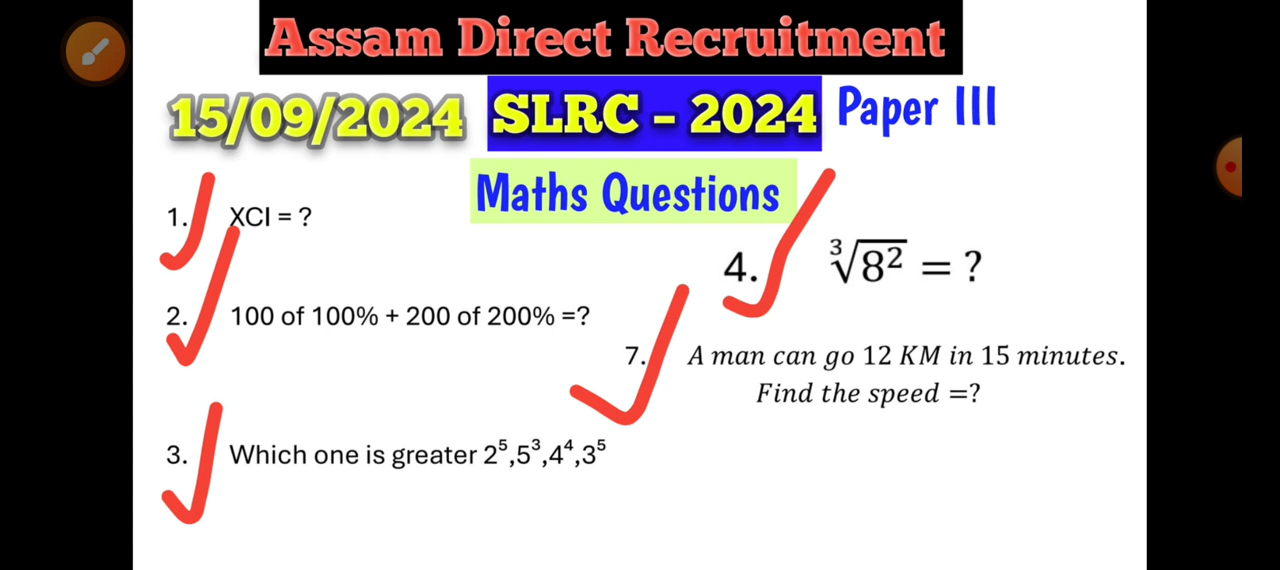 Assam Direct Recruitment
15/09/2024 SLRC - 2024 Paper III
Maths Questions
1. XCI = ?
2. 100 of 100% + 200 of 200% =?
3. Which one is greater 2⁵,5³,4⁴,3⁵
4. ∛8² = ?
7. A man can go 12 KM in 15 minutes.
Find the speed =?